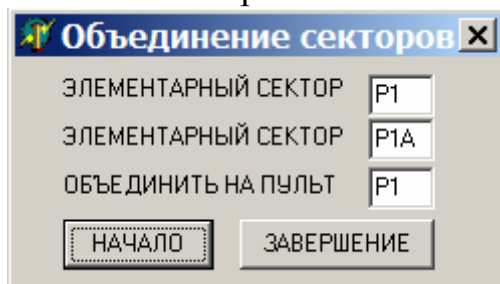 Объединение секторов
ЭЛЕМЕНТАРНЫЙ СЕКТОР P1
ЭЛЕМЕНТАРНЫЙ СЕКТОР P1A
ОБЪЕДИНИТЬ НА ПУЛЬТ P1
НАЧАЛО ЗАВЕРШЕНИЕ